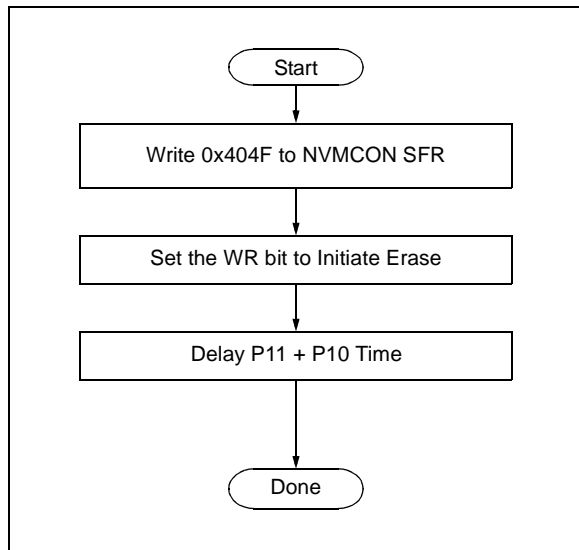 Start
Write 0x404F to NVMCON SFR
Set the WR bit to Initiate Erase
Delay P11 + P10 Time
Done